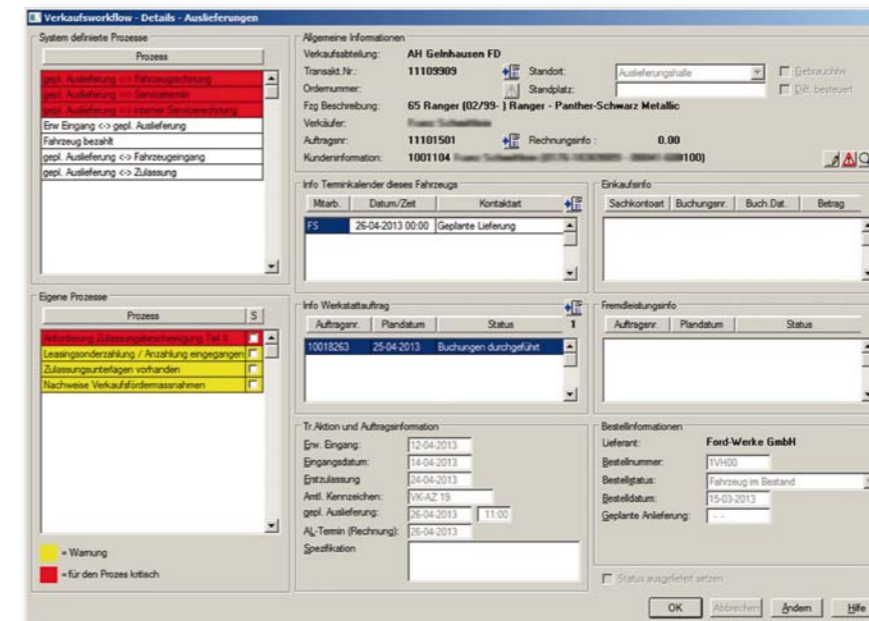 Verkaufsworkflow - Details - Auslieferungen
System definierte Prozesse
Prozess
gepl. Auslieferung <-> Fahrzeugrechnung
gepl. Auslieferung <-> Servicetermin
gepl. Auslieferung <-> interner Servicerechnung
Erw Eingang <-> gepl. Auslieferung
Fahrzeug bezahlt
gepl. Auslieferung <-> Fahrzeugeingang
gepl. Auslieferung <-> Zulassung
Eigene Prozesse
Prozess S
Anforderung Zulassungsbescheinigung Teil II
Leasingsonderzahlung / Anzahlung eingegangen
Zulassungsunterlagen vorhanden
Nachweise Verkaufsfördermassnahmen
= Warnung
= für den Prozes kritisch
Allgemeine Informationen
Verkaufsabteilung: AH Gelnhausen FD
Transakt.Nr.: 11109909 Standort: Auslieferungshalle Gebrauchtw
Ordernummer: Standplatz: Diff. besteuert
Fzg Beschreibung: 65 Ranger (02/99- ) Ranger - Panther-Schwarz Metallic
Verkäufer:
Auftragsnr: 11101501 Rechnungsinfo : 0.00
Kundeninformation: 1001104 100)
Info Terminkalender dieses Fahrzeugs
Mitarb. Datum/Zeit Kontaktart
FS 26-04-2013 00:00 Geplante Lieferung
Einkaufsinfo
Sachkontoart Buchungsnr. Buch.Dat. Betrag
Info Werkstattauftrag
Auftragsnr. Plandatum Status 1
10018263 25-04-2013 Buchungen durchgeführt
Fremdleistungsinfo
Auftragsnr. Plandatum Status
Tr.Aktion und Auftragsinformation
Erw. Eingang: 12-04-2013
Eingangsdatum: 14-04-2013
Erstzulassung 24-04-2013
Amtl. Kennzeichen: VK-AZ 19
gepl. Auslieferung: 26-04-2013 11:00
AL-Termin (Rechnung): 26-04-2013
Spezifikation
Bestellinformationen
Lieferant: Ford-Werke GmbH
Bestellnummer: 1VH00
Bestellstatus: Fahrzeug im Bestand
Bestelldatum: 15-03-2013
Geplante Anlieferung: - -
Status ausgeliefert setzen
OK Abbrechen Ändern Hilfe